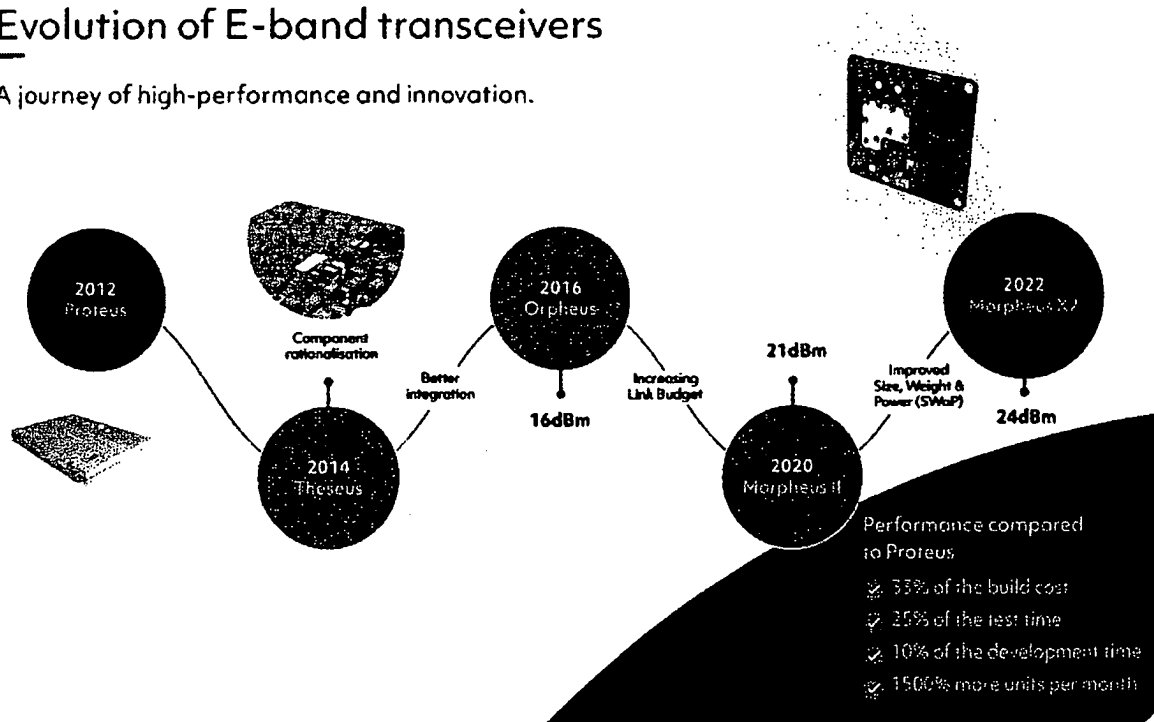 Evolution of E-band transceivers
A journey of high-performance and innovation.
2012
Proteus
Component
rationalisation
2014
Theseus
Better
integration
2016
Orpheus
16dBm
Increasing
Link Budget
21dBm
2020
Morpheus II
Improved
Size, Weight &
Power (SWaP)
2022
Morpheus X2
24dBm
Performance compared
to Proteus
33% of the build cost
25% of the test time
10% of the development time
1500% more units per month